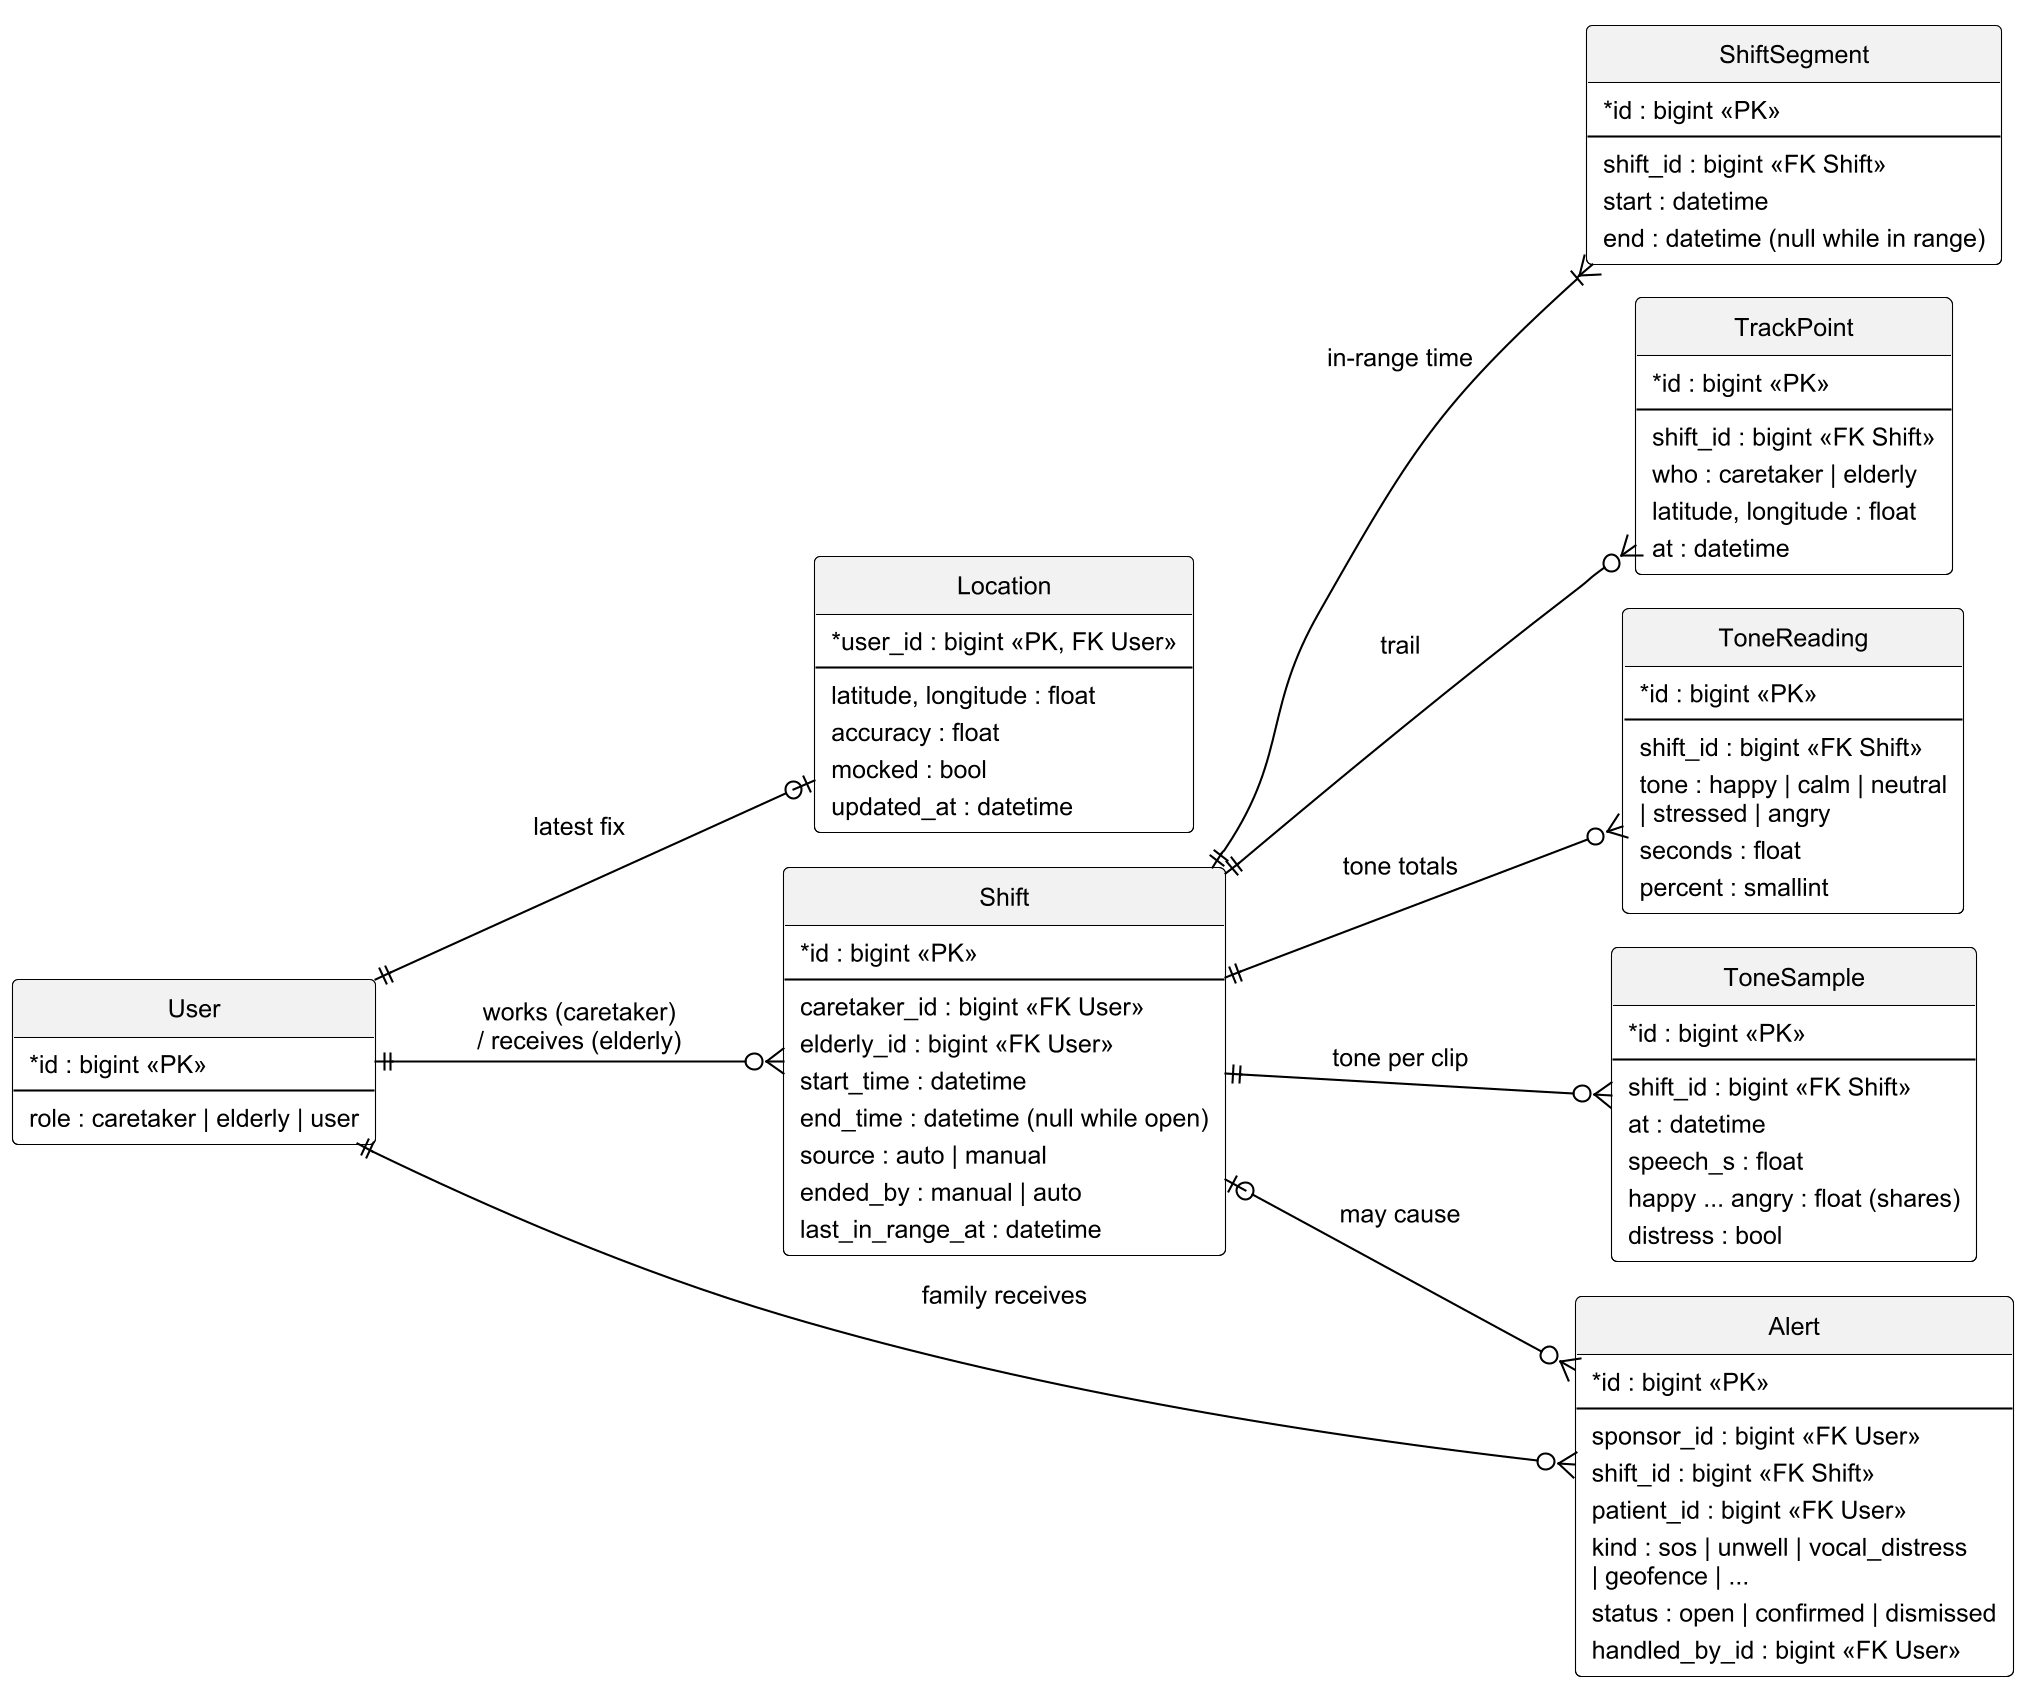 ShiftSegment
*id : bigint «PK»
shift_id : bigint «FK Shift»
start : datetime
end : datetime (null while in range)
in-range time
TrackPoint
*id : bigint «PK»
shift_id : bigint «FK Shift»
who : caretaker | elderly
latitude, longitude : float
at : datetime
trail
Location
*user_id : bigint «PK, FK User»
latitude, longitude : float
accuracy : float
mocked : bool
updated_at : datetime
latest fix
ToneReading
*id : bigint «PK»
shift_id : bigint «FK Shift»
tone : happy | calm | neutral
| stressed | angry
seconds : float
percent : smallint
tone totals
User
*id : bigint «PK»
role : caretaker | elderly | user
works (caretaker)
/ receives (elderly)
Shift
*id : bigint «PK»
caretaker_id : bigint «FK User»
elderly_id : bigint «FK User»
start_time : datetime
end_time : datetime (null while open)
source : auto | manual
ended_by : manual | auto
last_in_range_at : datetime
tone per clip
ToneSample
*id : bigint «PK»
shift_id : bigint «FK Shift»
at : datetime
speech_s : float
happy ... angry : float (shares)
distress : bool
may cause
family receives
Alert
*id : bigint «PK»
sponsor_id : bigint «FK User»
shift_id : bigint «FK Shift»
patient_id : bigint «FK User»
kind : sos | unwell | vocal_distress
| geofence | ...
status : open | confirmed | dismissed
handled_by_id : bigint «FK User»